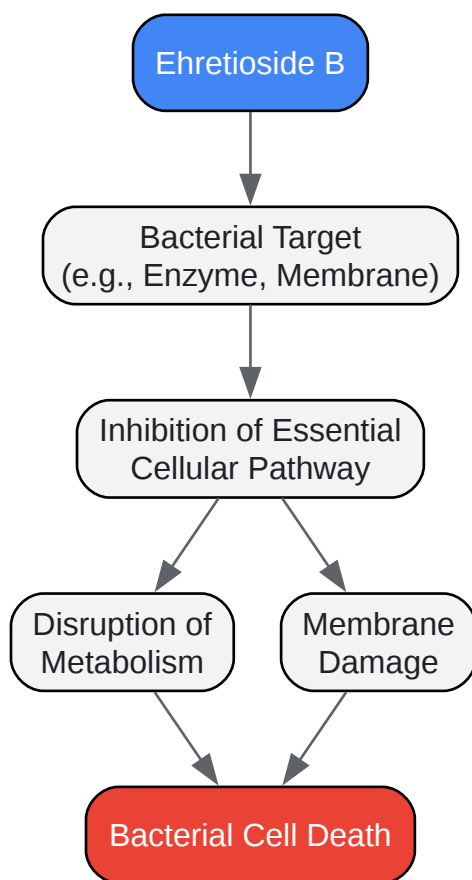 Ehretioside B
Bacterial Target
(e.g., Enzyme, Membrane)
Inhibition of Essential
Cellular Pathway
Disruption of
Metabolism
Membrane
Damage
Bacterial Cell Death